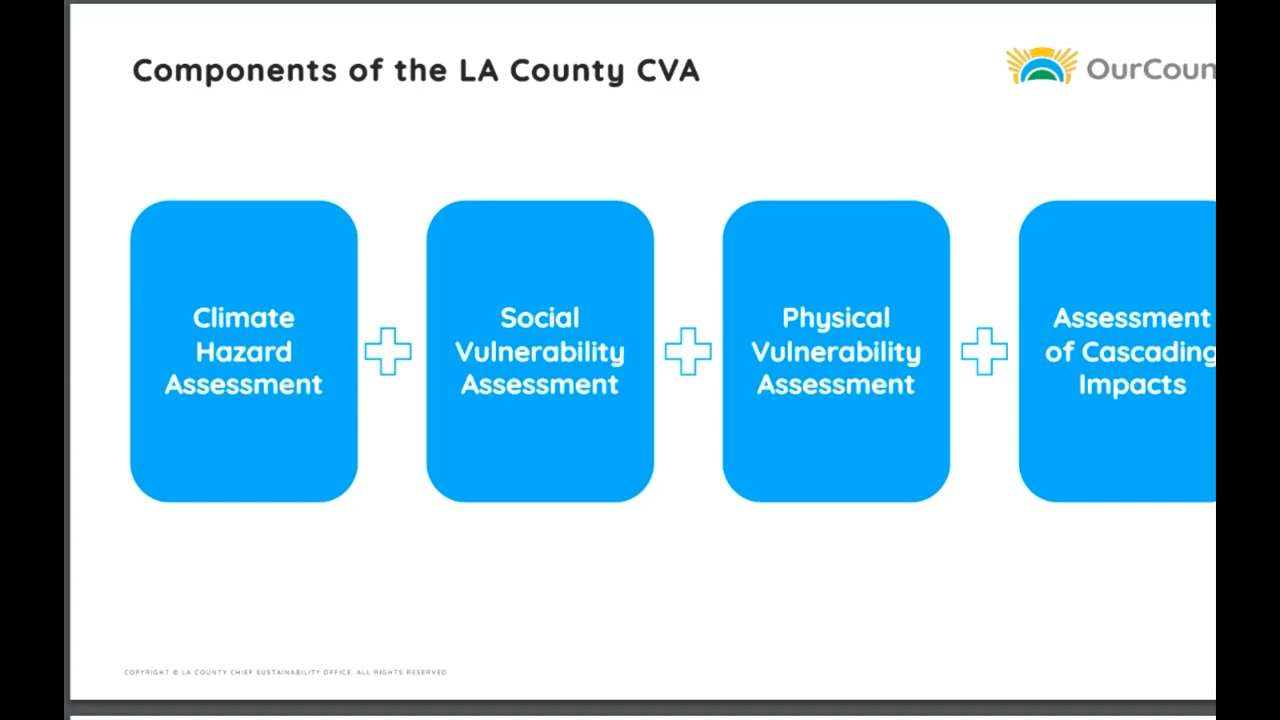 Components of the LA County CVA
OurCoun
Climate
Hazard
Assessment
Social
Vulnerability
Assessment
Physical
Vulnerability
Assessment
Assessment
of Cascading
Impacts
COPYRIGHT © LA COUNTY CHIEF SUSTAINABILITY OFFICE. ALL RIGHTS RESERVED